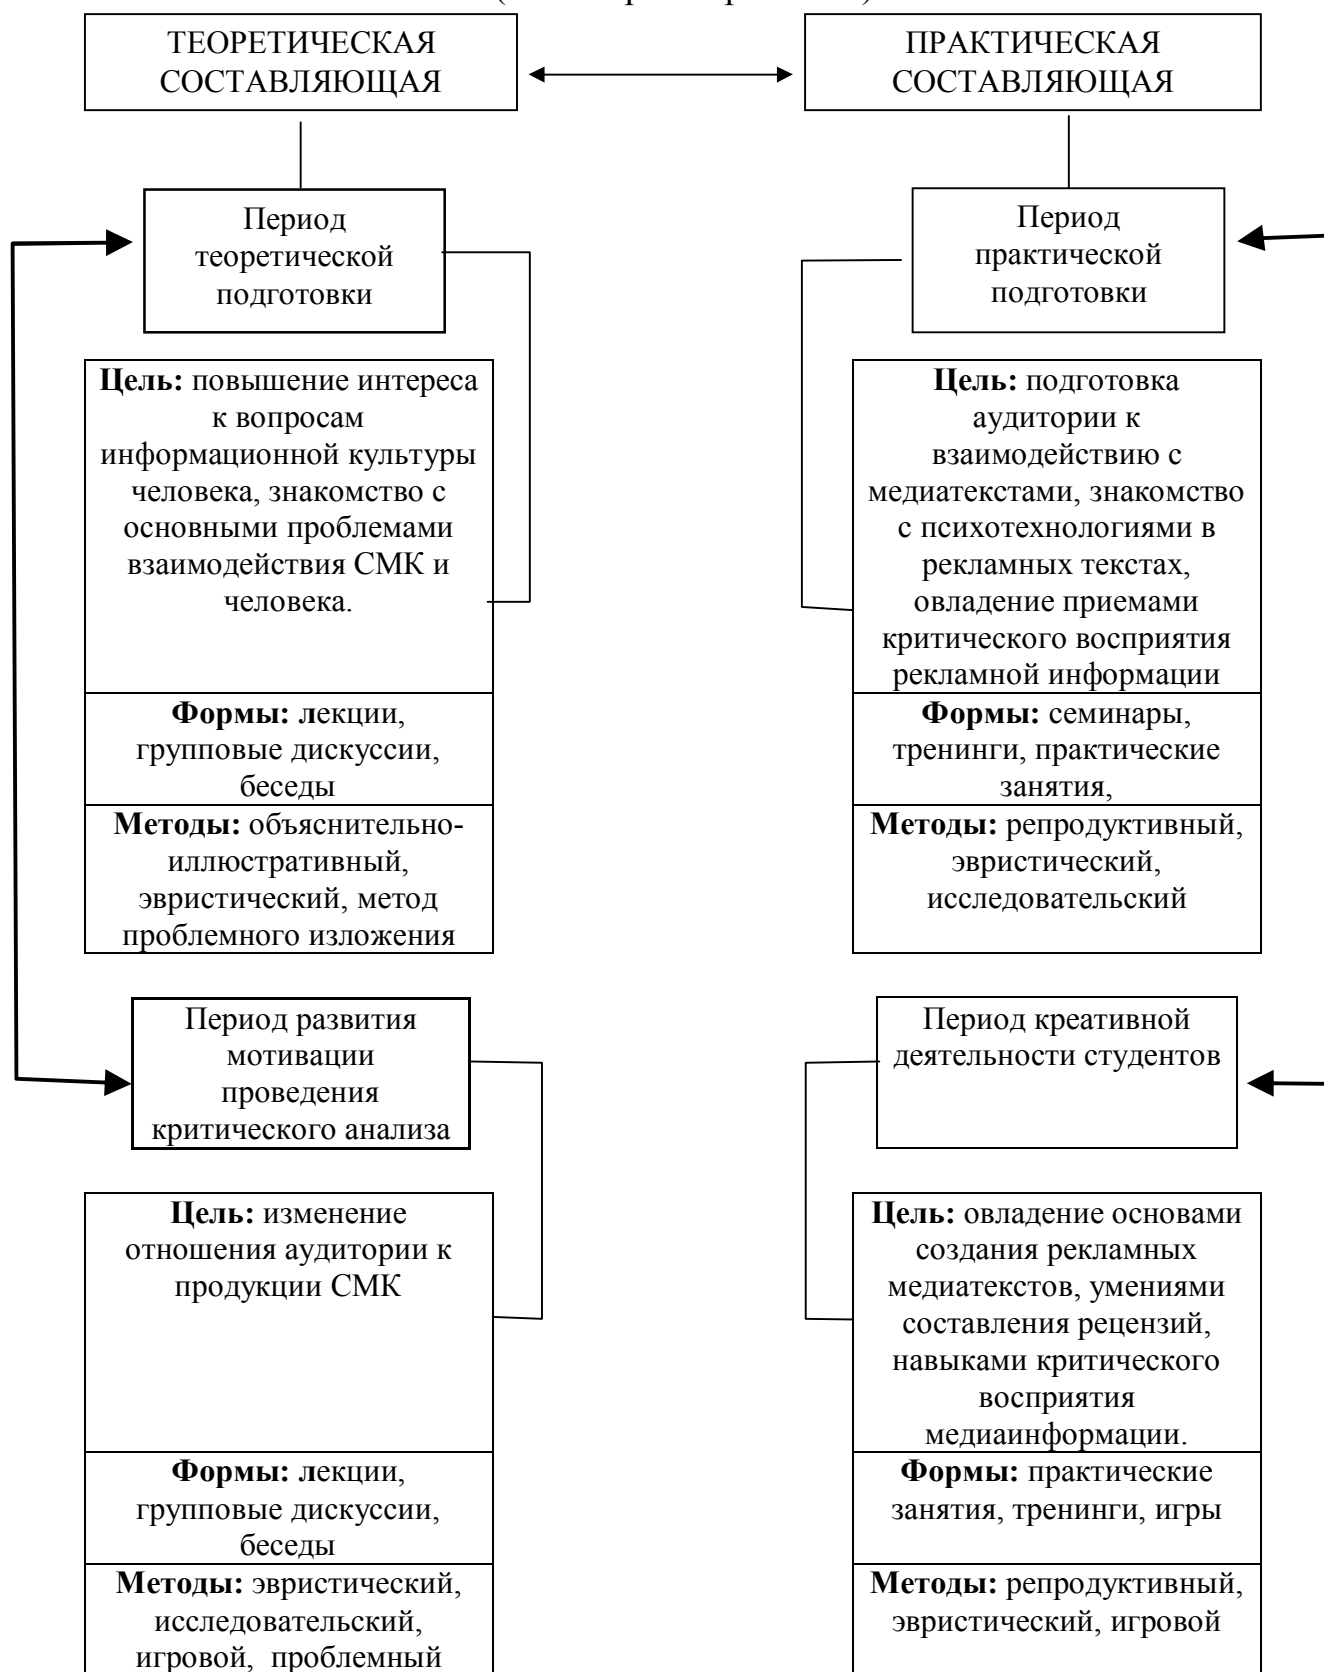 ТЕОРЕТИЧЕСКАЯ
СОСТАВЛЯЮЩАЯ
ПРАКТИЧЕСКАЯ
СОСТАВЛЯЮЩАЯ
Период
теоретической
подготовки
Период
практической
подготовки
Цель: повышение интереса
к вопросам
информационной культуры
человека, знакомство с
основными проблемами
взаимодействия СМК и
человека.
Формы: лекции,
групповые дискуссии,
беседы
Методы: объяснительно-
иллюстративный,
эвристический, метод
проблемного изложения
Цель: подготовка
аудитории к
взаимодействию с
медиатекстами, знакомство
с психотехнологиями в
рекламных текстах,
овладение приемами
критического восприятия
рекламной информации
Формы: семинары,
тренинги, практические
занятия,
Методы: репродуктивный,
эвристический,
исследовательский
Период развития
мотивации
проведения
критического анализа
Период креативной
деятельности студентов
Цель: изменение
отношения аудитории к
продукции СМК
Формы: лекции,
групповые дискуссии,
беседы
Методы: эвристический,
исследовательский,
игровой, проблемный
Цель: овладение основами
создания рекламных
медиатекстов, умениями
составления рецензий,
навыками критического
восприятия
медиаинформации.
Формы: практические
занятия, тренинги, игры
Методы: репродуктивный,
эвристический, игровой